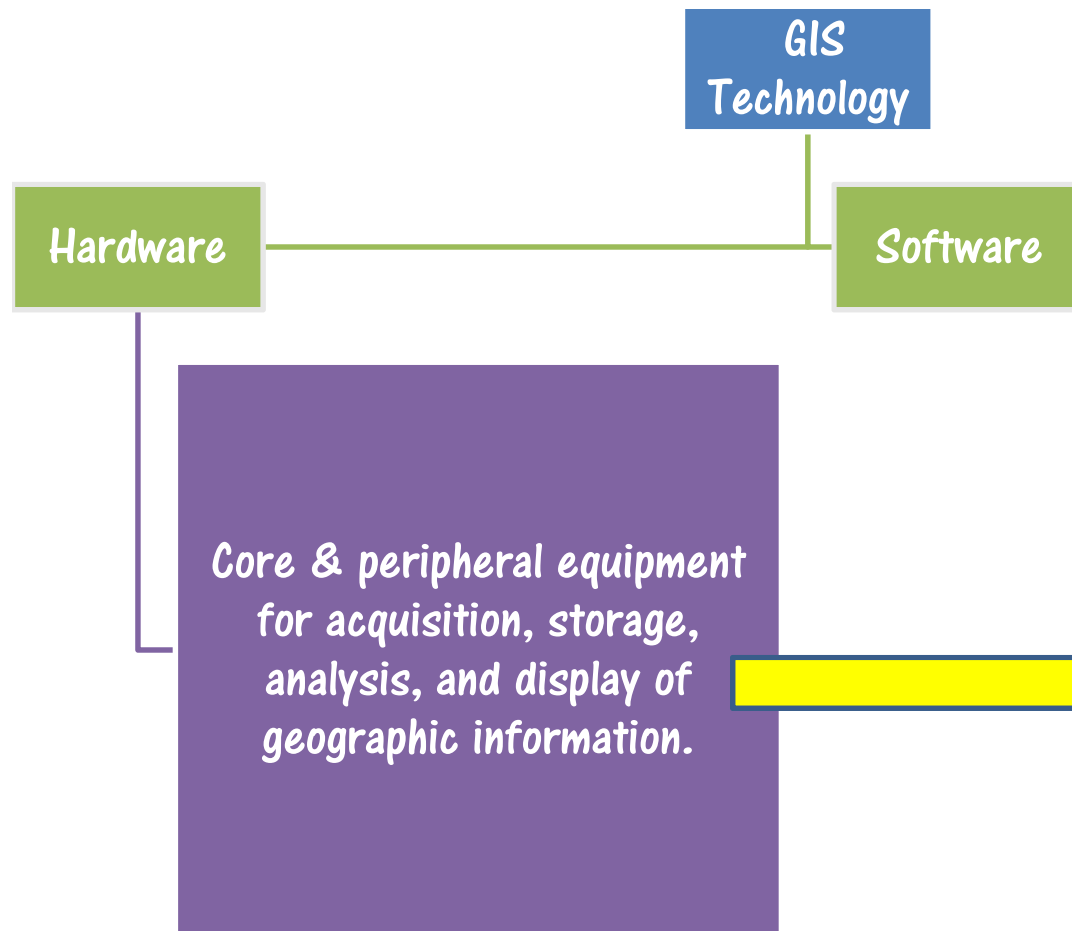 GIS
Technology
Hardware
Software
Core & peripheral equipment
for acquisition, storage,
analysis, and display of
geographic information.